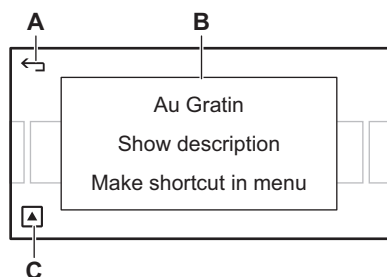 A
B
Au Gratin
Show description
Make shortcut in menu
C